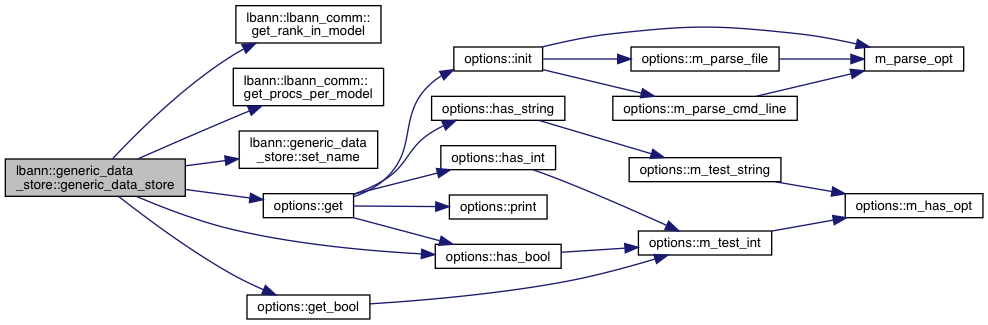 lbann::generic_data
_store::generic_data_store
lbann::lbann_comm::
get_rank_in_model
lbann::lbann_comm::
get_procs_per_model
lbann::generic_data
_store::set_name
options::get
options::get_bool
options::init
options::has_string
options::has_int
options::print
options::has_bool
options::m_parse_file
options::m_parse_cmd_line
options::m_test_string
options::m_test_int
m_parse_opt
options::m_has_opt